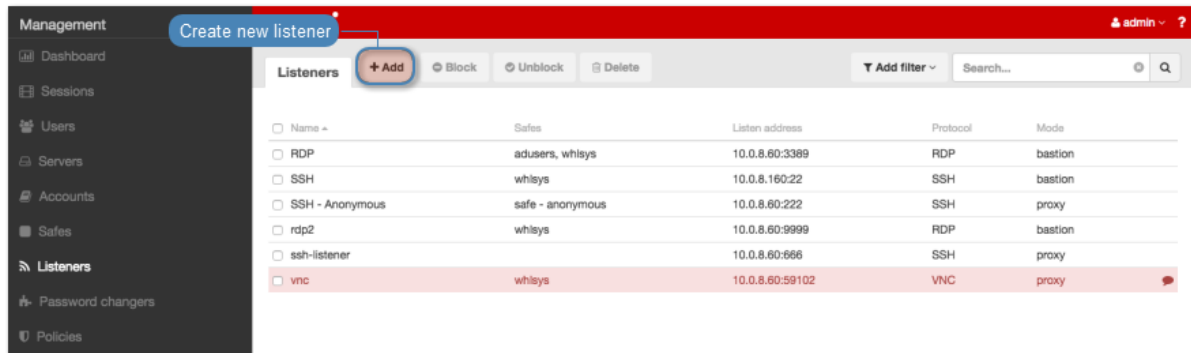 Management
Create new listener
admin
?
Dashboard
Sessions
Users
Servers
Accounts
Safes
Listeners
Password changers
Policies
Listeners
+ Add
Block
Unblock
Delete
Add filter
Search...
Name Safes Listen address Protocol Mode
RDP adusers, whlsys 10.0.8.60:3389 RDP bastion
SSH whlsys 10.0.8.160:22 SSH bastion
SSH - Anonymous safe - anonymous 10.0.8.60:222 SSH proxy
rdp2 whlsys 10.0.8.60:9999 RDP bastion
ssh-listener 10.0.8.60:666 SSH proxy
vnc whlsys 10.0.8.60:59102 VNC proxy